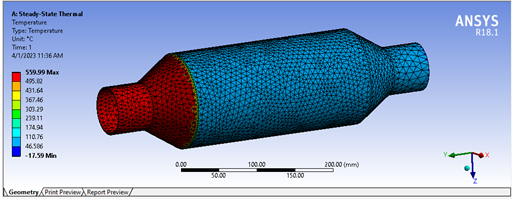 A: Steady-State Thermal
Temperature
Type: Temperature
Unit: °C
Time: 1
4/1/2023 11:36 AM
ANSYS
R18.1
559.99 Max
495.82
431.64
367.46
303.29
239.11
174.94
110.76
46.586
-17.59 Min
0.00 100.00 200.00 (mm)
50.00 150.00
Y X
Z
Geometry Print Preview Report Preview